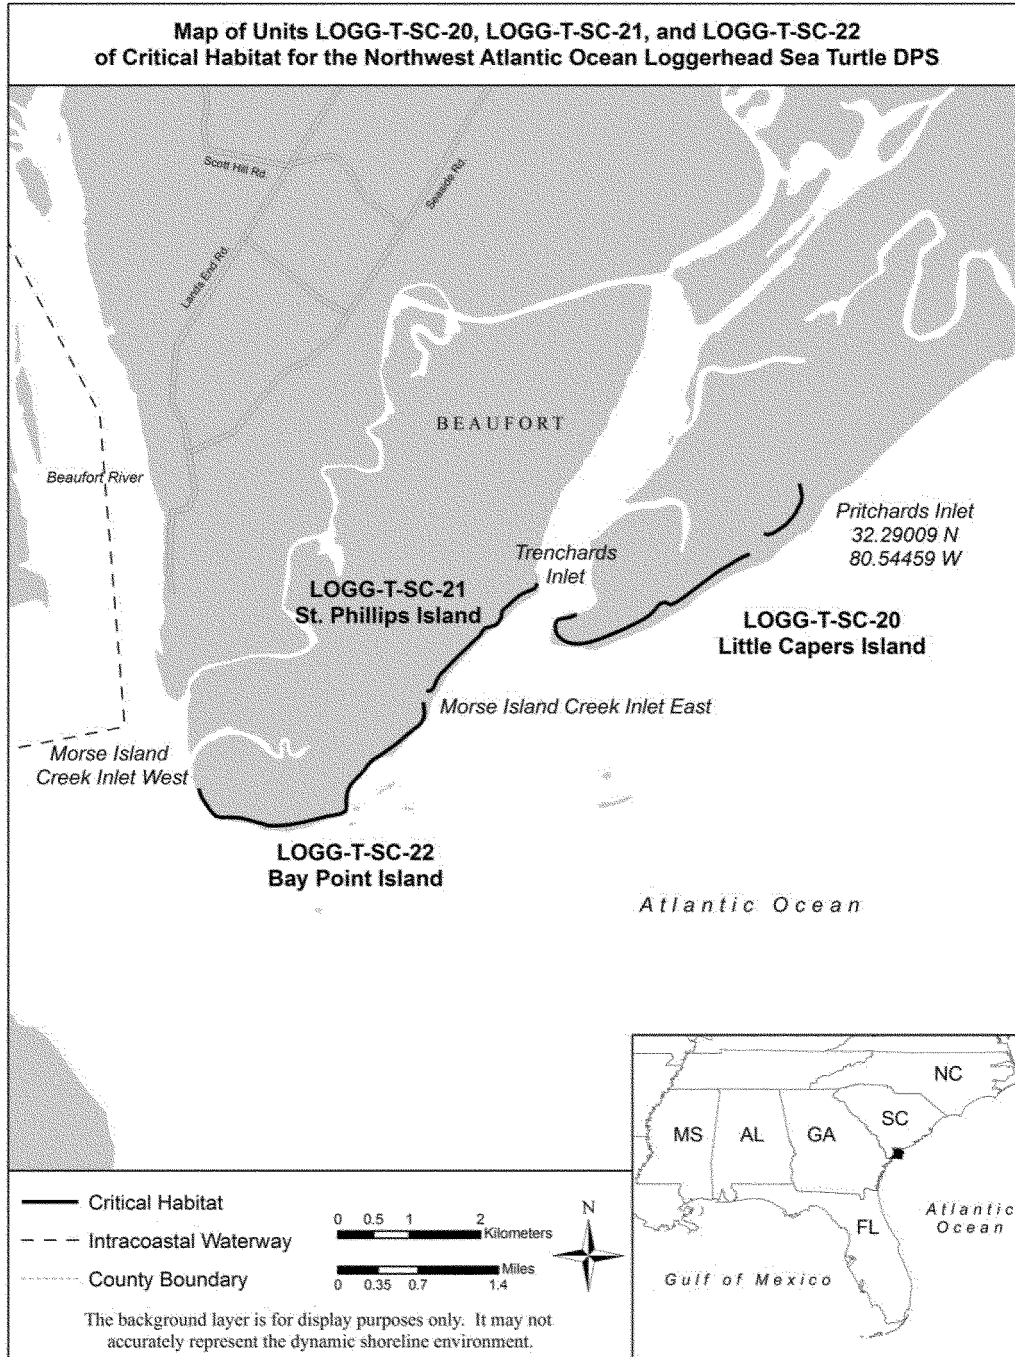 Map of Units LOGG-T-SC-20, LOGG-T-SC-21, and LOGG-T-SC-22
of Critical Habitat for the Northwest Atlantic Ocean Loggerhead Sea Turtle DPS
Scott Hill Rd.
Seaside Rd.
Lands End Rd.
BEAUFORT
Beaufort River
Pritchards Inlet
32.29009 N
80.54459 W
Trenchards
Inlet
LOGG-T-SC-21
St. Phillips Island
LOGG-T-SC-20
Little Capers Island
Morse Island Creek Inlet East
Morse Island
Creek Inlet West
LOGG-T-SC-22
Bay Point Island
Atlantic Ocean
Critical Habitat
Intracoastal Waterway
County Boundary
0 0.5 1 2
Kilometers
Miles
0 0.35 0.7 1.4
N
The background layer is for display purposes only. It may not
accurately represent the dynamic shoreline environment.
NC
SC
MS AL GA
FL
Atlantic
Ocean
Gulf of Mexico